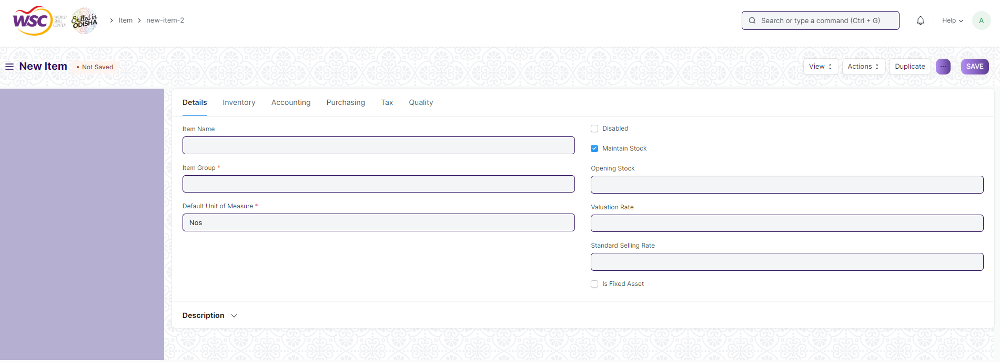 WSC WORLD SKILL CENTER Skilled in ODISHA > Item > new-item-2 Search or type a command (Ctrl + G) Help A
New Item • Not Saved View Actions Duplicate ... SAVE
Details Inventory Accounting Purchasing Tax Quality
Item Name
Disabled
Maintain Stock
Item Group *
Opening Stock
Default Unit of Measure *
Nos
Valuation Rate
Standard Selling Rate
Is Fixed Asset
Description